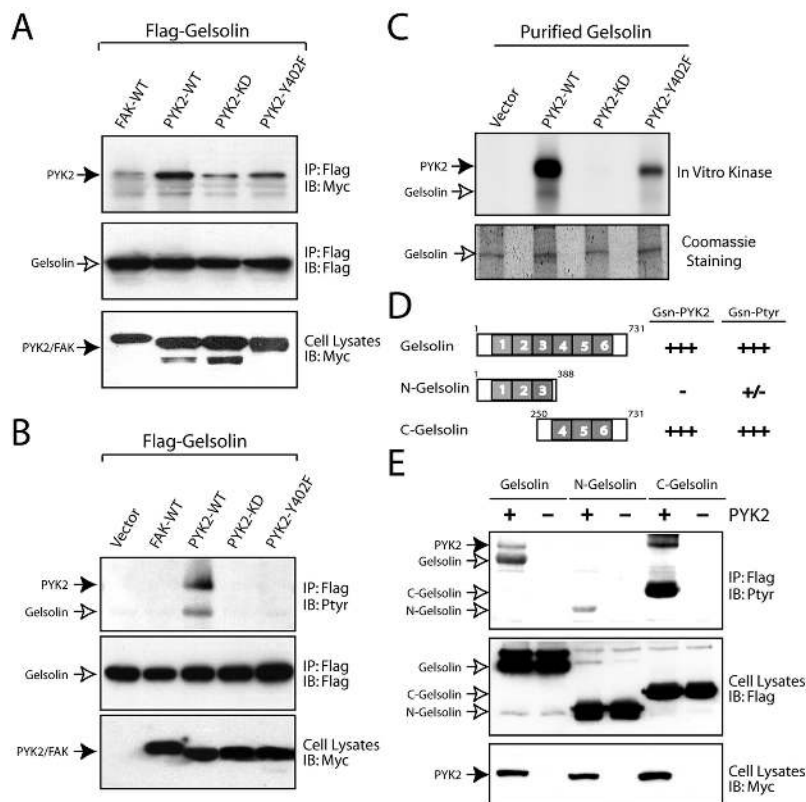 A
Flag-Gelsolin
FAK-WT
PYK2-WT
PYK2-KD
PYK2-Y402F
PYK2
IP: Flag
IB: Myc
Gelsolin
IP: Flag
IB: Flag
PYK2/FAK
Cell Lysates
IB: Myc
B
Flag-Gelsolin
Vector
FAK-WT
PYK2-WT
PYK2-KD
PYK2-Y402F
PYK2
Gelsolin
IP: Flag
IB: Ptyr
Gelsolin
IP: Flag
IB: Flag
PYK2/FAK
Cell Lysates
IB: Myc
C
Purified Gelsolin
Vector
PYK2-WT
PYK2-KD
PYK2-Y402F
PYK2
Gelsolin
In Vitro Kinase
Gelsolin
Coomassie
Staining
D
Gsn-PYK2 Gsn-Ptyr
1 731
Gelsolin 1 2 3 4 5 6 +++ +++
1 388
N-Gelsolin 1 2 3 - +/-
250 731
C-Gelsolin 4 5 6 +++ +++
E
Gelsolin N-Gelsolin C-Gelsolin
+ – + – + – PYK2
PYK2
Gelsolin
C-Gelsolin
N-Gelsolin
IP: Flag
IB: Ptyr
Gelsolin
C-Gelsolin
N-Gelsolin
Cell Lysates
IB: Flag
PYK2
Cell Lysates
IB: Myc